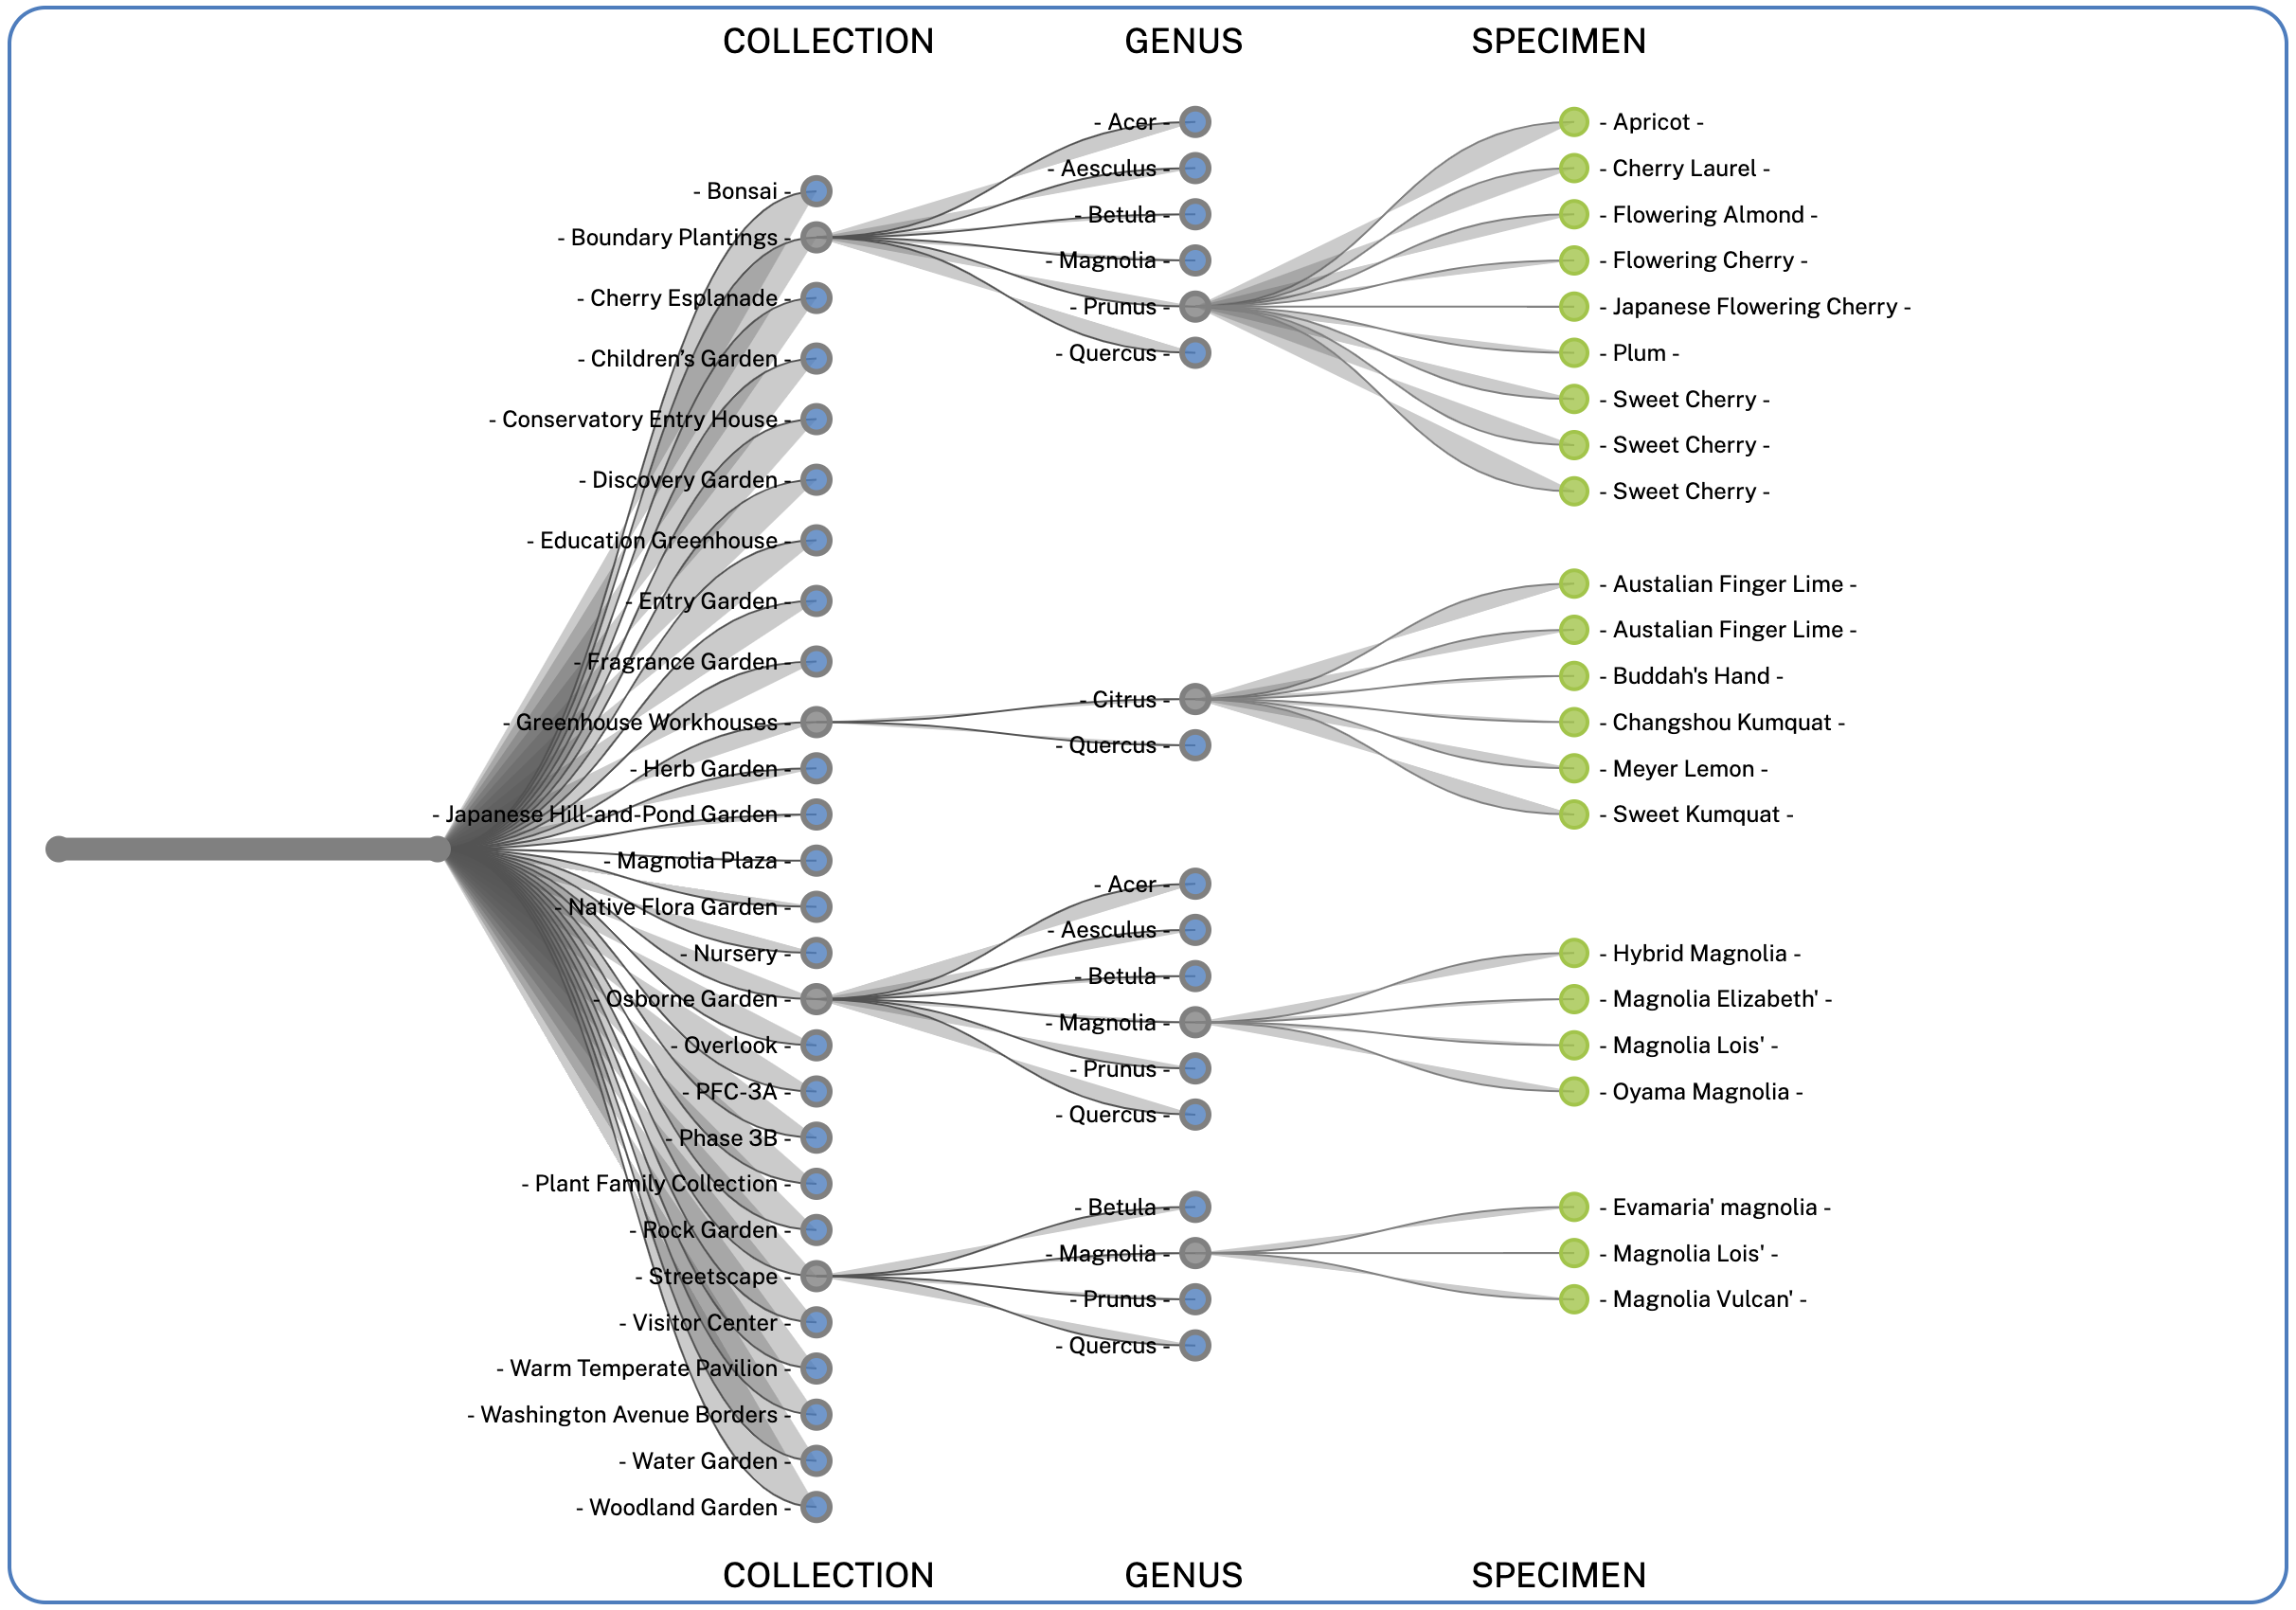 COLLECTION
GENUS
SPECIMEN
- Bonsai -
- Boundary Plantings -
- Cherry Esplanade -
- Children’s Garden -
- Conservatory Entry House -
- Discovery Garden -
- Education Greenhouse -
- Entry Garden -
- Fragrance Garden -
- Greenhouse Workhouses -
- Herb Garden -
- Japanese Hill-and-Pond Garden -
- Magnolia Plaza -
- Native Flora Garden -
- Nursery -
- Osborne Garden -
- Overlook -
- PFC-3A -
- Phase 3B -
- Plant Family Collection -
- Rock Garden -
- Streetscape -
- Visitor Center -
- Warm Temperate Pavilion -
- Washington Avenue Borders -
- Water Garden -
- Woodland Garden -
- Acer -
- Aesculus -
- Betula -
- Magnolia -
- Prunus -
- Quercus -
- Citrus -
- Quercus -
- Acer -
- Aesculus -
- Betula -
- Magnolia -
- Prunus -
- Quercus -
- Betula -
- Magnolia -
- Prunus -
- Quercus -
- Apricot -
- Cherry Laurel -
- Flowering Almond -
- Flowering Cherry -
- Japanese Flowering Cherry -
- Plum -
- Sweet Cherry -
- Sweet Cherry -
- Sweet Cherry -
- Austalian Finger Lime -
- Austalian Finger Lime -
- Buddah's Hand -
- Changshou Kumquat -
- Meyer Lemon -
- Sweet Kumquat -
- Hybrid Magnolia -
- Magnolia Elizabeth' -
- Magnolia Lois' -
- Oyama Magnolia -
- Evamaria' magnolia -
- Magnolia Lois' -
- Magnolia Vulcan' -
COLLECTION
GENUS
SPECIMEN